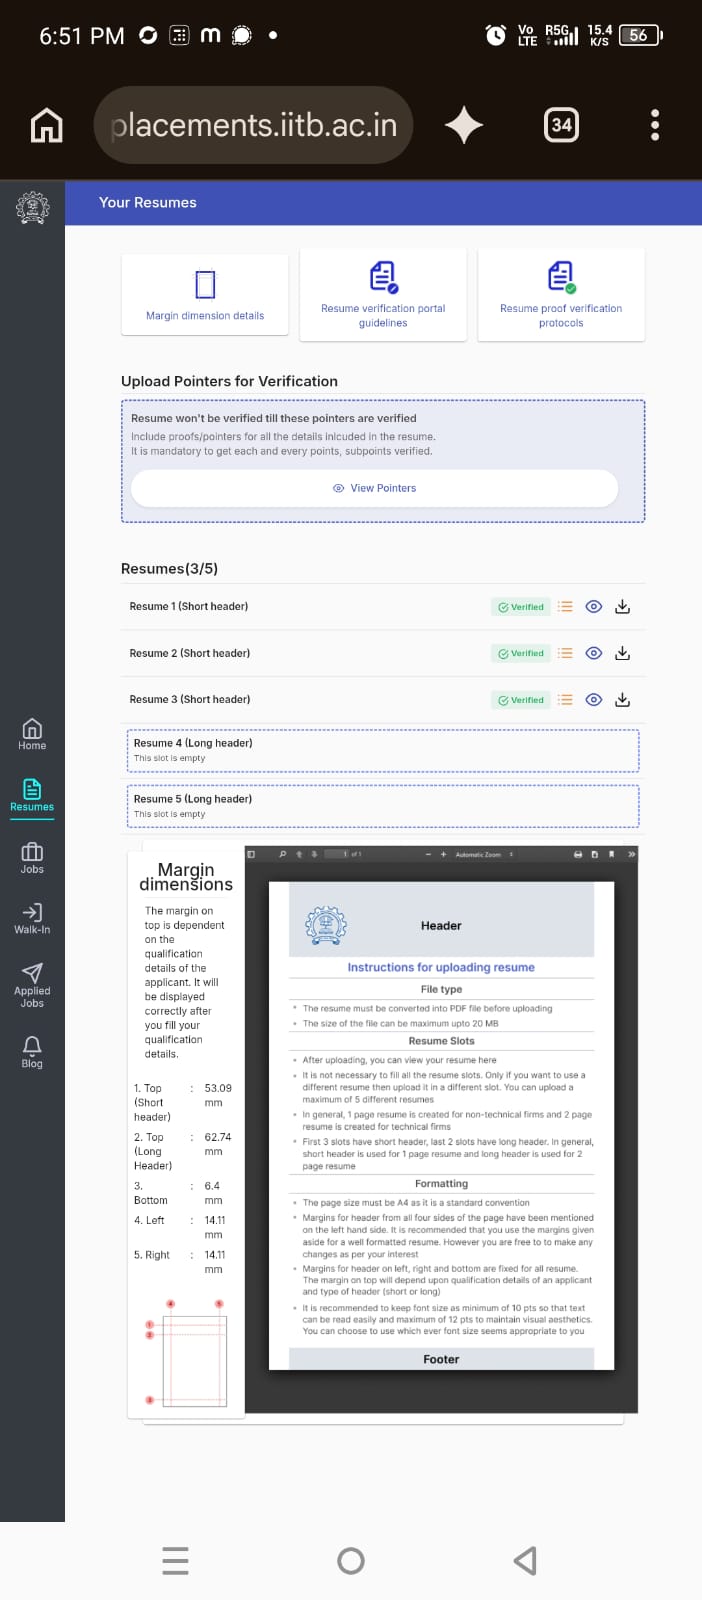 6:51 PM
Vo LTE R5G 15.4 K/S 56
placements.iitb.ac.in
34
Your Resumes
Margin dimension details
Resume verification portal
guidelines
Resume proof verification
protocols
Upload Pointers for Verification
Resume won't be verified till these pointers are verified
Include proofs/pointers for all the details inlcuded in the resume.
It is mandatory to get each and every points, subpoints verified.
View Pointers
Resumes(3/5)
Resume 1 (Short header)
Verified
Resume 2 (Short header)
Verified
Resume 3 (Short header)
Verified
Resume 4 (Long header)
This slot is empty
Resume 5 (Long header)
This slot is empty
Home
Resumes
Jobs
Walk-In
Applied
Jobs
Blog
Margin
dimensions
The margin on
top is dependent
on the
qualification
details of the
applicant. It will
be displayed
correctly after
you fill your
qualification
details.
1. Top : 53.09
(Short mm
header)
2. Top : 62.74
(Long mm
Header)
3. : 6.4
Bottom mm
4. Left : 14.11
mm
5. Right : 14.11
mm
4 5
1
2
3
1 of 1
Automatic Zoom
Header
Instructions for uploading resume
File type
The resume must be converted into PDF file before uploading
The size of the file can be maximum upto 20 MB
Resume Slots
After uploading, you can view your resume here
It is not necessary to fill all the resume slots. Only if you want to use a
different resume then upload it in a different slot. You can upload a
maximum of 5 different resumes
In general, 1 page resume is created for non-technical firms and 2 page
resume is created for technical firms
First 3 slots have short header, last 2 slots have long header. In general,
short header is used for 1 page resume and long header is used for 2
page resume
Formatting
The page size must be A4 as it is a standard convention
Margins for header from all four sides of the page have been mentioned
on the left hand side. It is recommended that you use the margins given
aside for a well formatted resume. However you are free to to make any
changes as per your interest
Margins for header on left, right and bottom are fixed for all resume.
The margin on top will depend upon qualification details of an applicant
and type of header (short or long)
It is recommended to keep font size as minimum of 10 pts so that text
can be read easily and maximum of 12 pts to maintain visual aesthetics.
You can choose to use which ever font size seems appropriate to you
Footer